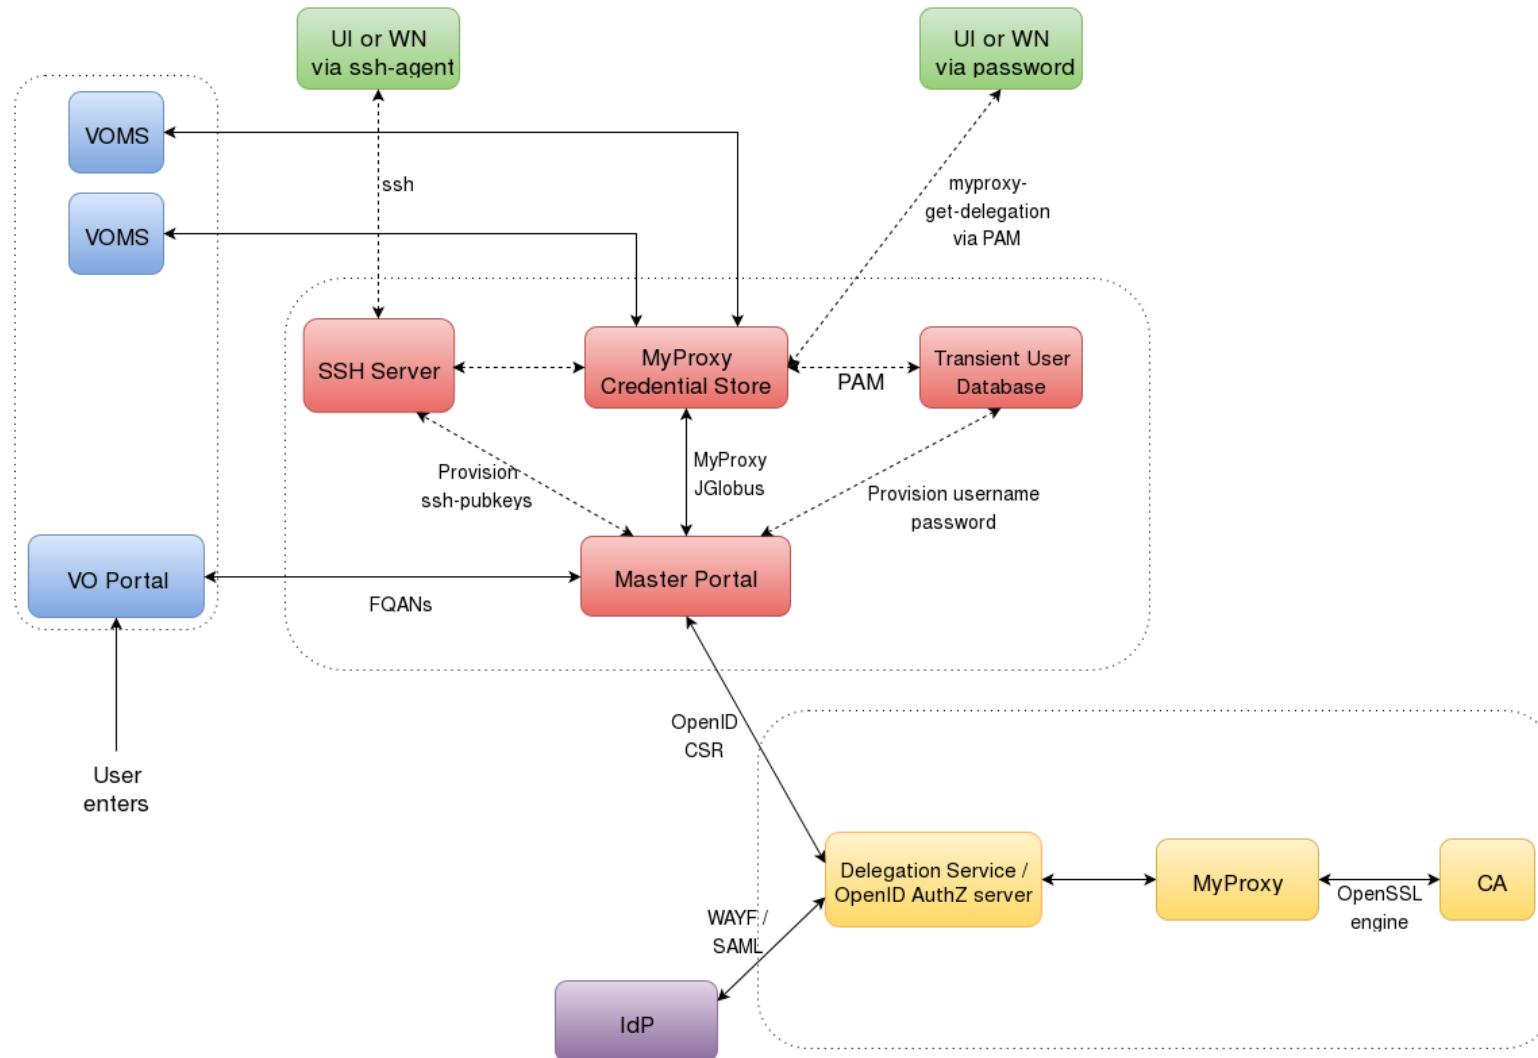 UI or WN
via ssh-agent
UI or WN
via password
VOMS
ssh
myproxy-
get-delegation
via PAM
VOMS
SSH Server
MyProxy
Credential Store
PAM
Transient User
Database
Provision
ssh-pubkeys
MyProxy
JGlobus
Provision username
password
VO Portal
FQANs
Master Portal
User
enters
OpenID
CSR
Delegation Service /
OpenID AuthZ server
MyProxy
OpenSSL
engine
CA
WAYF /
SAML
IdP